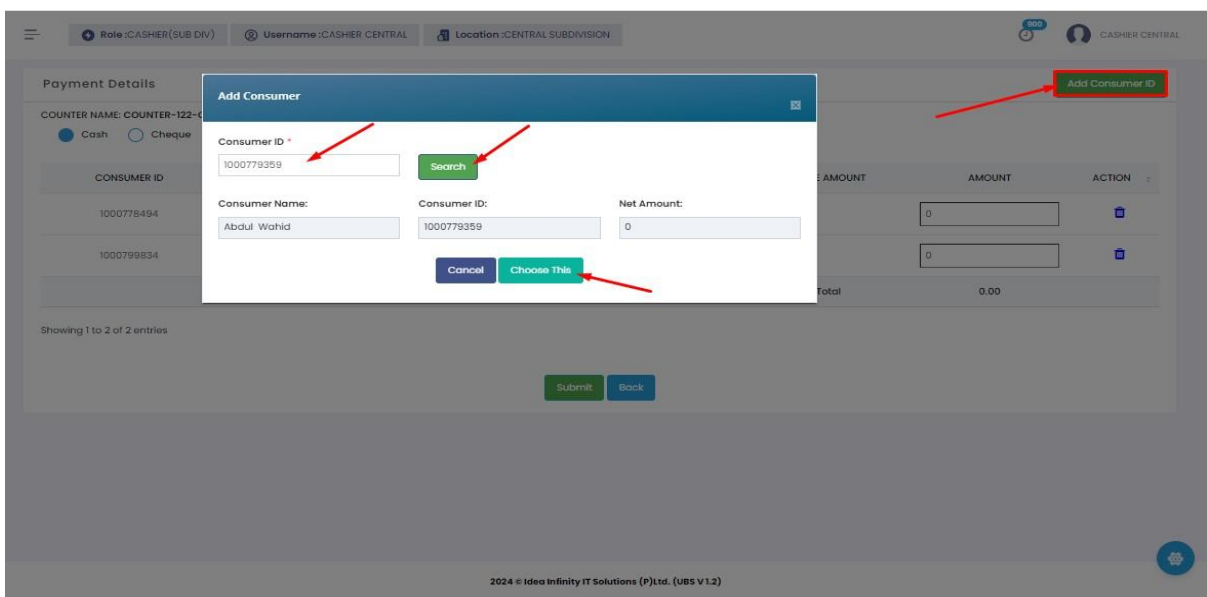 900
Role :CASHIER(SUB DIV) Username :CASHIER CENTRAL Location :CENTRAL SUBDIVISION CASHIER CENTRAL
Payment Details Add Consumer ID
Add Consumer
COUNTER NAME: COUNTER-122-
Cash Cheque
Consumer ID *
1000779359 Search
CONSUMER ID AMOUNT AMOUNT ACTION
Consumer Name: Consumer ID: Net Amount:
1000778494 0
Abdul Wahid 1000779359 0
1000799834 0
Cancel Choose This
Total 0.00
Showing 1 to 2 of 2 entries
Submit Back
2024 © Idea Infinity IT Solutions (P)Ltd. (UBS V 1.2)